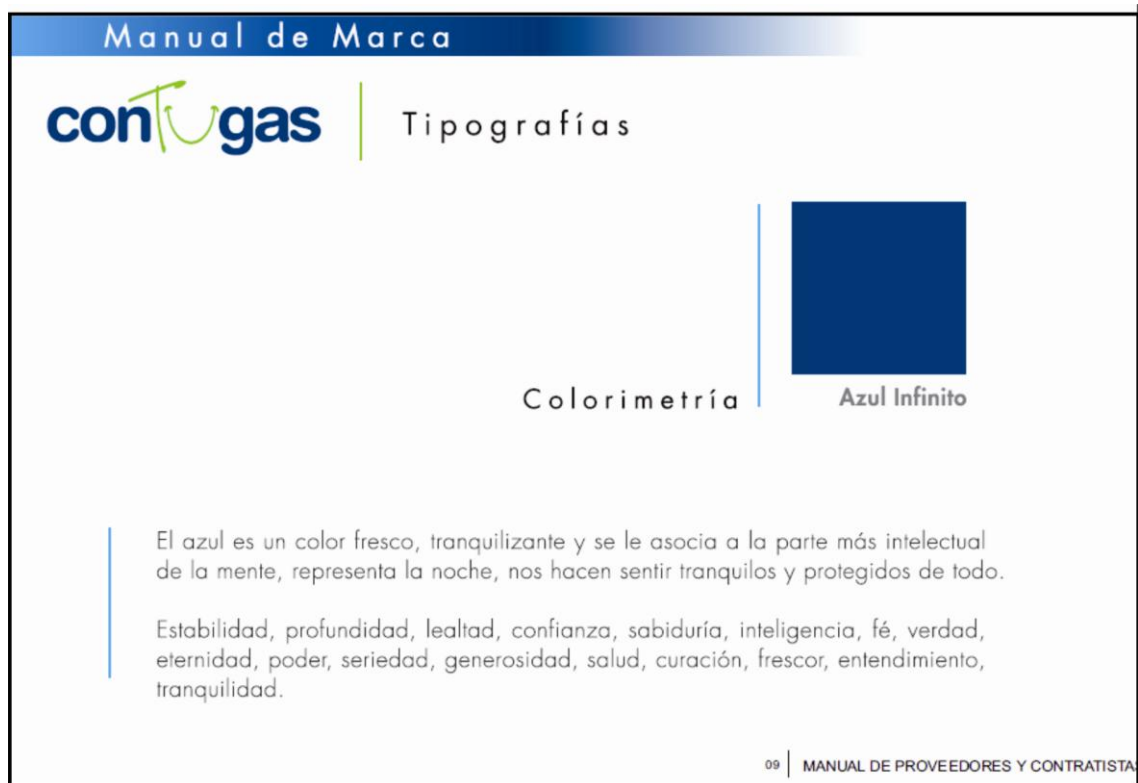 Manual de Marca
conTUgas
Tipografías
Colorimetría
Azul Infinito
El azul es un color fresco, tranquilizante y se le asocia a la parte más intelectual
de la mente, representa la noche, nos hacen sentir tranquilos y protegidos de todo.
Estabilidad, profundidad, lealtad, confianza, sabiduría, inteligencia, fé, verdad,
eternidad, poder, seriedad, generosidad, salud, curación, frescor, entendimiento,
tranquilidad.
09 MANUAL DE PROVEEDORES Y CONTRATISTAS